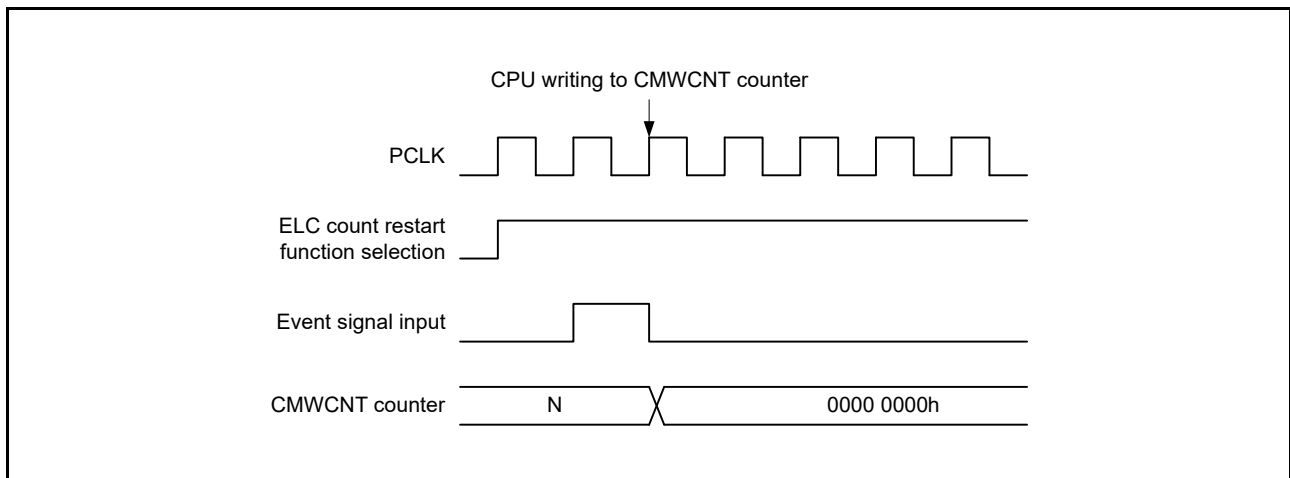 CPU writing to CMWCNT counter
PCLK
ELC count restart
function selection
Event signal input
CMWCNT counter
N
0000 0000h